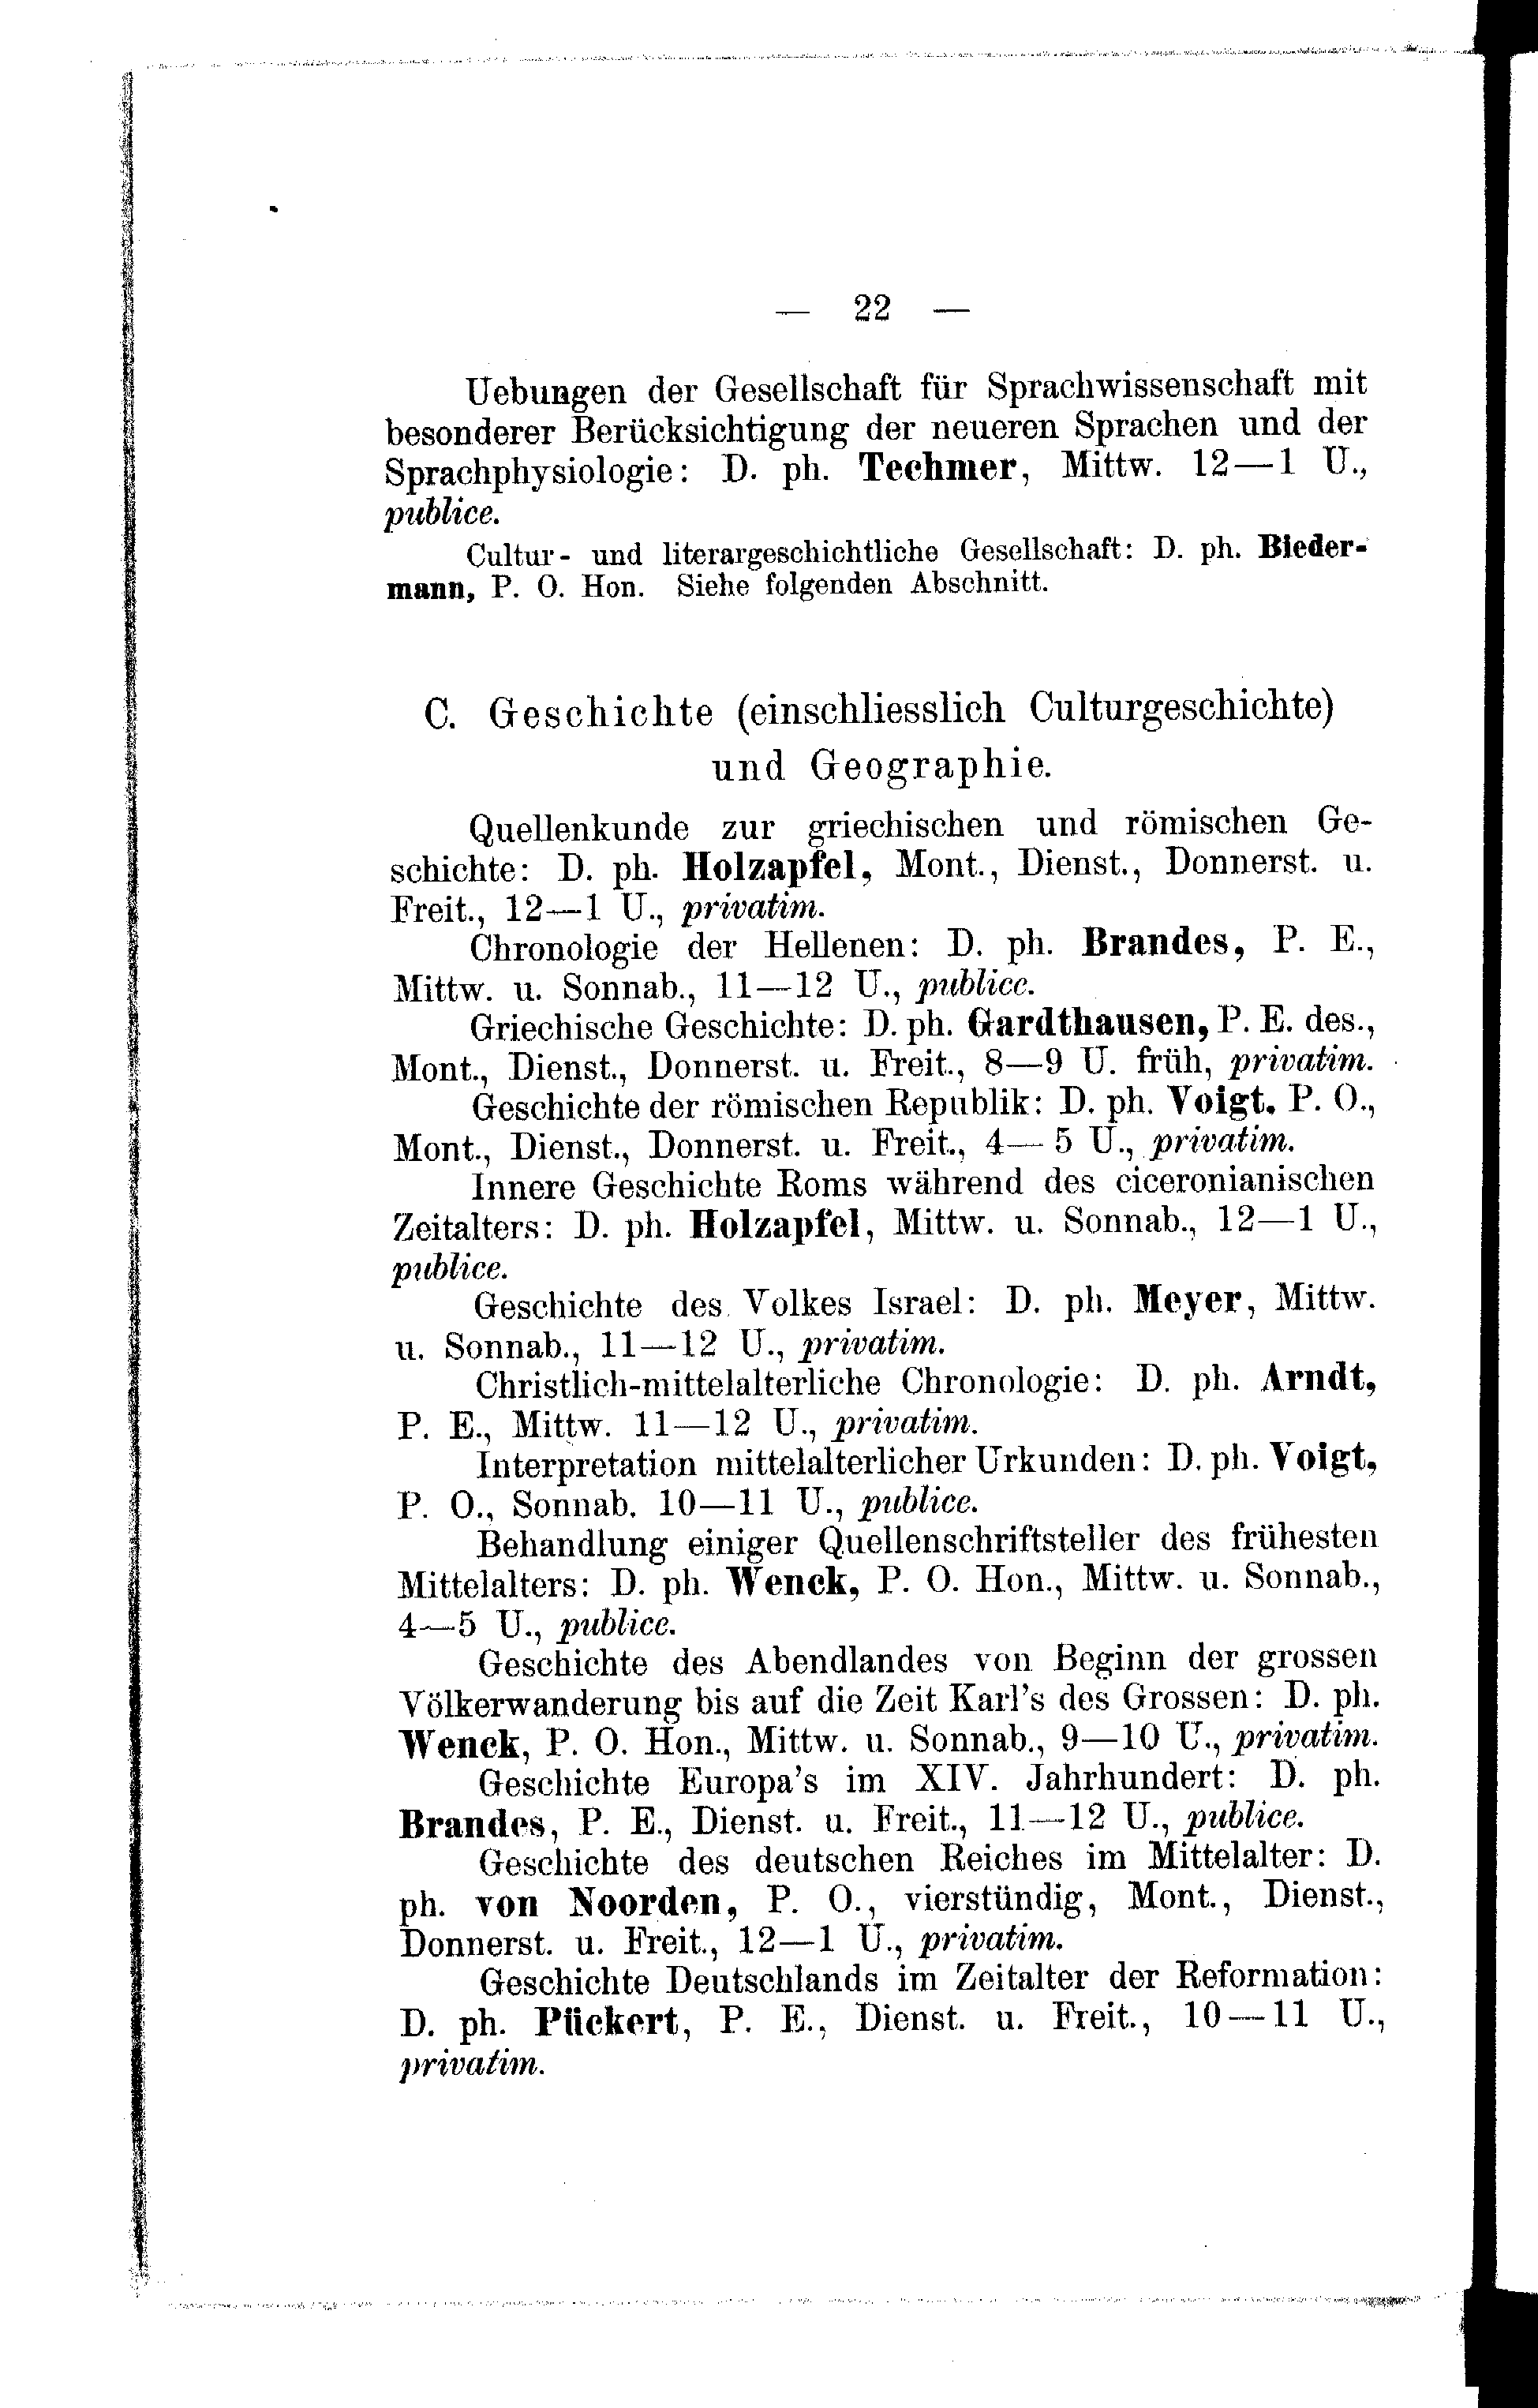 — 22 —
Uebungen der Gesellschaft für Sprachwissenschaft mit
besonderer Berücksichtigung der neueren Sprachen und der
Sprachphysiologie: D. ph. Techmer, Mittw. 12—1 U.,
publice.
Cultur- und literargeschichtliche Gesellschaft: D. ph. Bieder-
mann, P. O. Hon. Siehe folgenden Abschnitt.
C. Geschichte (einschliesslich Culturgeschichte)
und Geographie.
Quellenkunde zur griechischen und römischen Ge-
schichte: D. ph. Holzapfel, Mont., Dienst., Donnerst. u.
Freit., 12—1 U., privatim.
Chronologie der Hellenen: D. ph. Brandes, P. E.,
Mittw. u. Sonnab., 11—12 U., publice.
Griechische Geschichte: D. ph. Gardthausen, P. E. des.,
Mont., Dienst., Donnerst. u. Freit., 8—9 U. früh, privatim.
Geschichte der römischen Republik: D. ph. Voigt, P. O.,
Mont., Dienst., Donnerst. u. Freit., 4— 5 U., privatim.
Innere Geschichte Roms während des ciceronianischen
Zeitalters: D. ph. Holzapfel, Mittw. u. Sonnab., 12—1 U.,
publice.
Geschichte des Volkes Israel: D. ph. Meyer, Mittw.
u. Sonnab., 11—12 U., privatim.
Christlich-mittelalterliche Chronologie: D. ph. Arndt,
P. E., Mittw. 11—12 U., privatim.
Interpretation mittelalterlicher Urkunden: D. ph. Voigt,
P. O., Sonnab. 10—11 U., publice.
Behandlung einiger Quellenschriftsteller des frühesten
Mittelalters: D. ph. Wenck, P. O. Hon., Mittw. u. Sonnab.,
4—5 U., publice.
Geschichte des Abendlandes von Beginn der grossen
Völkerwanderung bis auf die Zeit Karl's des Grossen: D. ph.
Wenck, P. O. Hon., Mittw. u. Sonnab., 9—10 U., privatim.
Geschichte Europa's im XIV. Jahrhundert: D. ph.
Brandes, P. E., Dienst. u. Freit., 11—12 U., publice.
Geschichte des deutschen Reiches im Mittelalter: D.
ph. von Noorden, P. O., vierstündig, Mont., Dienst.,
Donnerst. u. Freit., 12—1 U., privatim.
Geschichte Deutschlands im Zeitalter der Reformation:
D. ph. Pückert, P. E., Dienst. u. Freit., 10—11 U.,
privatim.